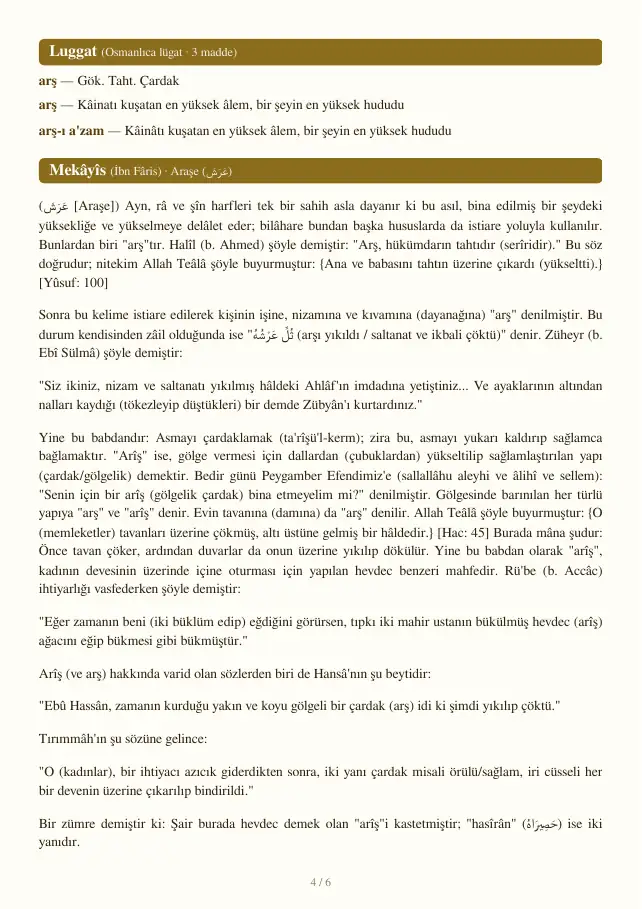 Luggat (Osmanlıca lügat · 3 madde)
arş — Gök. Taht. Çardak
arş — Kâinatı kuşatan en yüksek âlem, bir şeyin en yüksek hududu
arş-ı a'zam — Kâinâtı kuşatan en yüksek âlem, bir şeyin en yüksek hududu
Mekâyîs (İbn Fâris) · Araşe (عَرَشَ)
(عَرَشَ [Araşe]) Ayn, râ ve şîn harfleri tek bir sahih asla dayanır ki bu asıl, bina edilmiş bir şeydeki
yüksekliğe ve yükselmeye delâlet eder; bilâhare bundan başka hususlarda da istiare yoluyla kullanılır.
Bunlardan biri "arş"tır. Halîl (b. Ahmed) şöyle demiştir: "Arş, hükümdarın tahtıdır (serîridir)." Bu söz
doğrudur; nitekim Allah Teâlâ şöyle buyurmuştur: {Ana ve babasını tahtın üzerine çıkardı (yükseltti).}
[Yûsuf: 100]
Sonra bu kelime istiare edilerek kişinin işine, nizamına ve kıvamına (dayanağına) "arş" denilmiştir. Bu
durum kendisinden zâil olduğunda ise "ثُلَّ عَرْشُهُ (arşı yıkıldı / saltanat ve ikbali çöktü)" denir. Züheyr (b.
Ebî Sülmâ) şöyle demiştir:
"Siz ikiniz, nizam ve saltanatı yıkılmış hâldeki Ahlâf'ın imdadına yetiştiniz... Ve ayaklarının altından
nalları kaydığı (tökezleyip düştükleri) bir demde Zübyân'ı kurtardınız."
Yine bu babdandır: Asmayı çardaklamak (ta'rîşü'l-kerm); zira bu, asmayı yukarı kaldırıp sağlamca
bağlamaktır. "Arîş" ise, gölge vermesi için dallardan (çubuklardan) yükseltilip sağlamlaştırılan yapı
(çardak/gölgelik) demektir. Bedir günü Peygamber Efendimiz'e (sallallâhu aleyhi ve âlihî ve sellem):
"Senin için bir arîş (gölgelik çardak) bina etmeyelim mi?" denilmiştir. Gölgesinde barınılan her türlü
yapıya "arş" ve "arîş" denir. Evin tavanına (damına) da "arş" denilir. Allah Teâlâ şöyle buyurmuştur: {O
(memleketler) tavanları üzerine çökmüş, altı üstüne gelmiş bir hâldedir.} [Hac: 45] Burada mâna şudur:
Önce tavan çöker, ardından duvarlar da onun üzerine yıkılıp dökülür. Yine bu babdan olarak "arîş",
kadının devesinin üzerinde içine oturması için yapılan hevdec benzeri mahfedir. Rü'be (b. Accâc)
ihtiyarlığı vasfederken şöyle demiştir:
"Eğer zamanın beni (iki büklüm edip) eğdiğini görürsen, tıpkı iki mahir ustanın bükülmüş hevdec (arîş)
ağacını eğip bükmesi gibi bükmüştür."
Arîş (ve arş) hakkında varid olan sözlerden biri de Hansâ'nın şu beytidir:
"Ebû Hassân, zamanın kurduğu yakın ve koyu gölgeli bir çardak (arş) idi ki şimdi yıkılıp çöktü."
Tırımmâh'ın şu sözüne gelince:
"O (kadınlar), bir ihtiyacı azıcık giderdikten sonra, iki yanı çardak misali örülü/sağlam, iri cüsseli her
bir devenin üzerine çıkarılıp bindirildi."
Bir zümre demiştir ki: Şair burada hevdec demek olan "arîş"i kastetmiştir; "hasîrân" (حَصِيرَاهُ) ise iki
yanıdır.
4 / 6